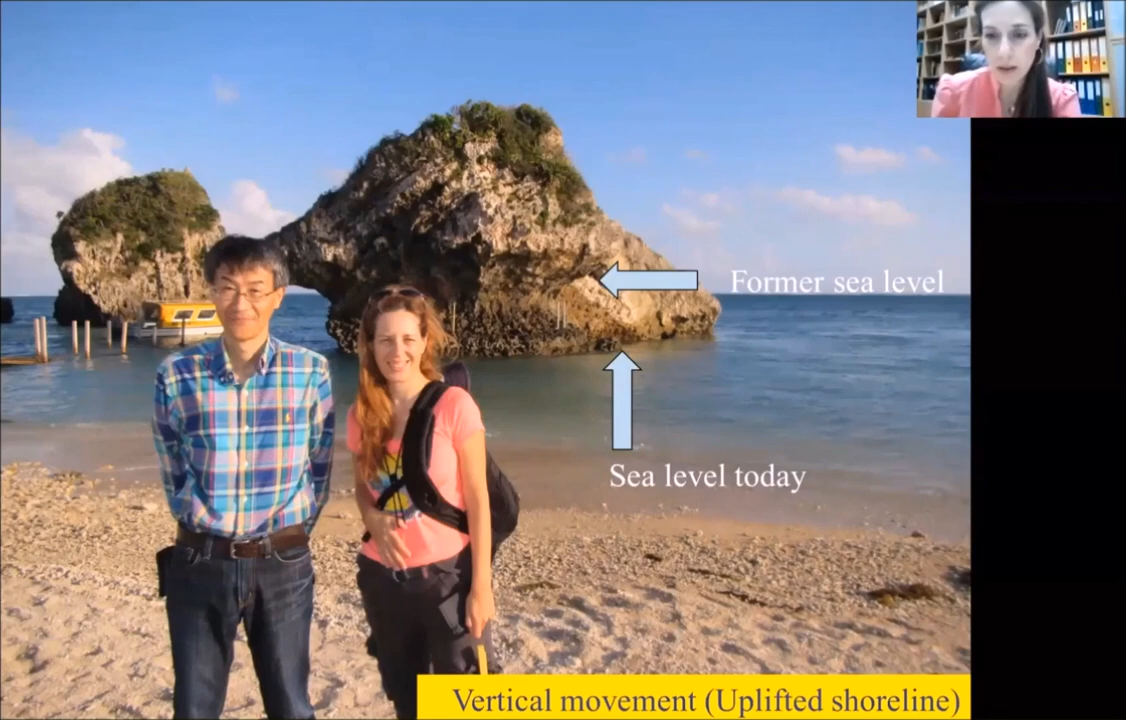 Former sea level
Sea level today
Vertical movement (Uplifted shoreline)